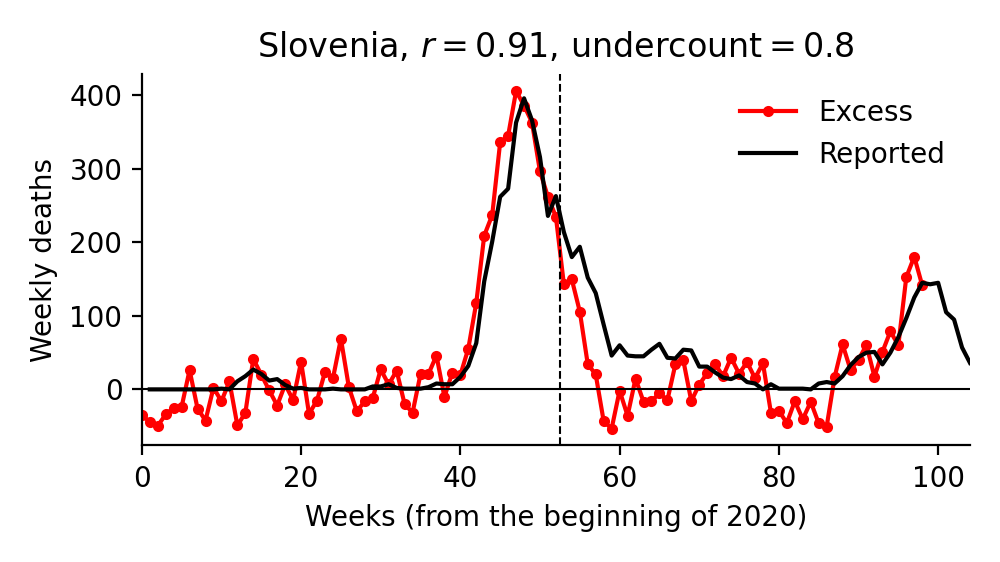 Slovenia, r = 0.91, undercount = 0.8
Weekly deaths
400
300
200
100
0
Excess
Reported
0 20 40 60 80 100
Weeks (from the beginning of 2020)